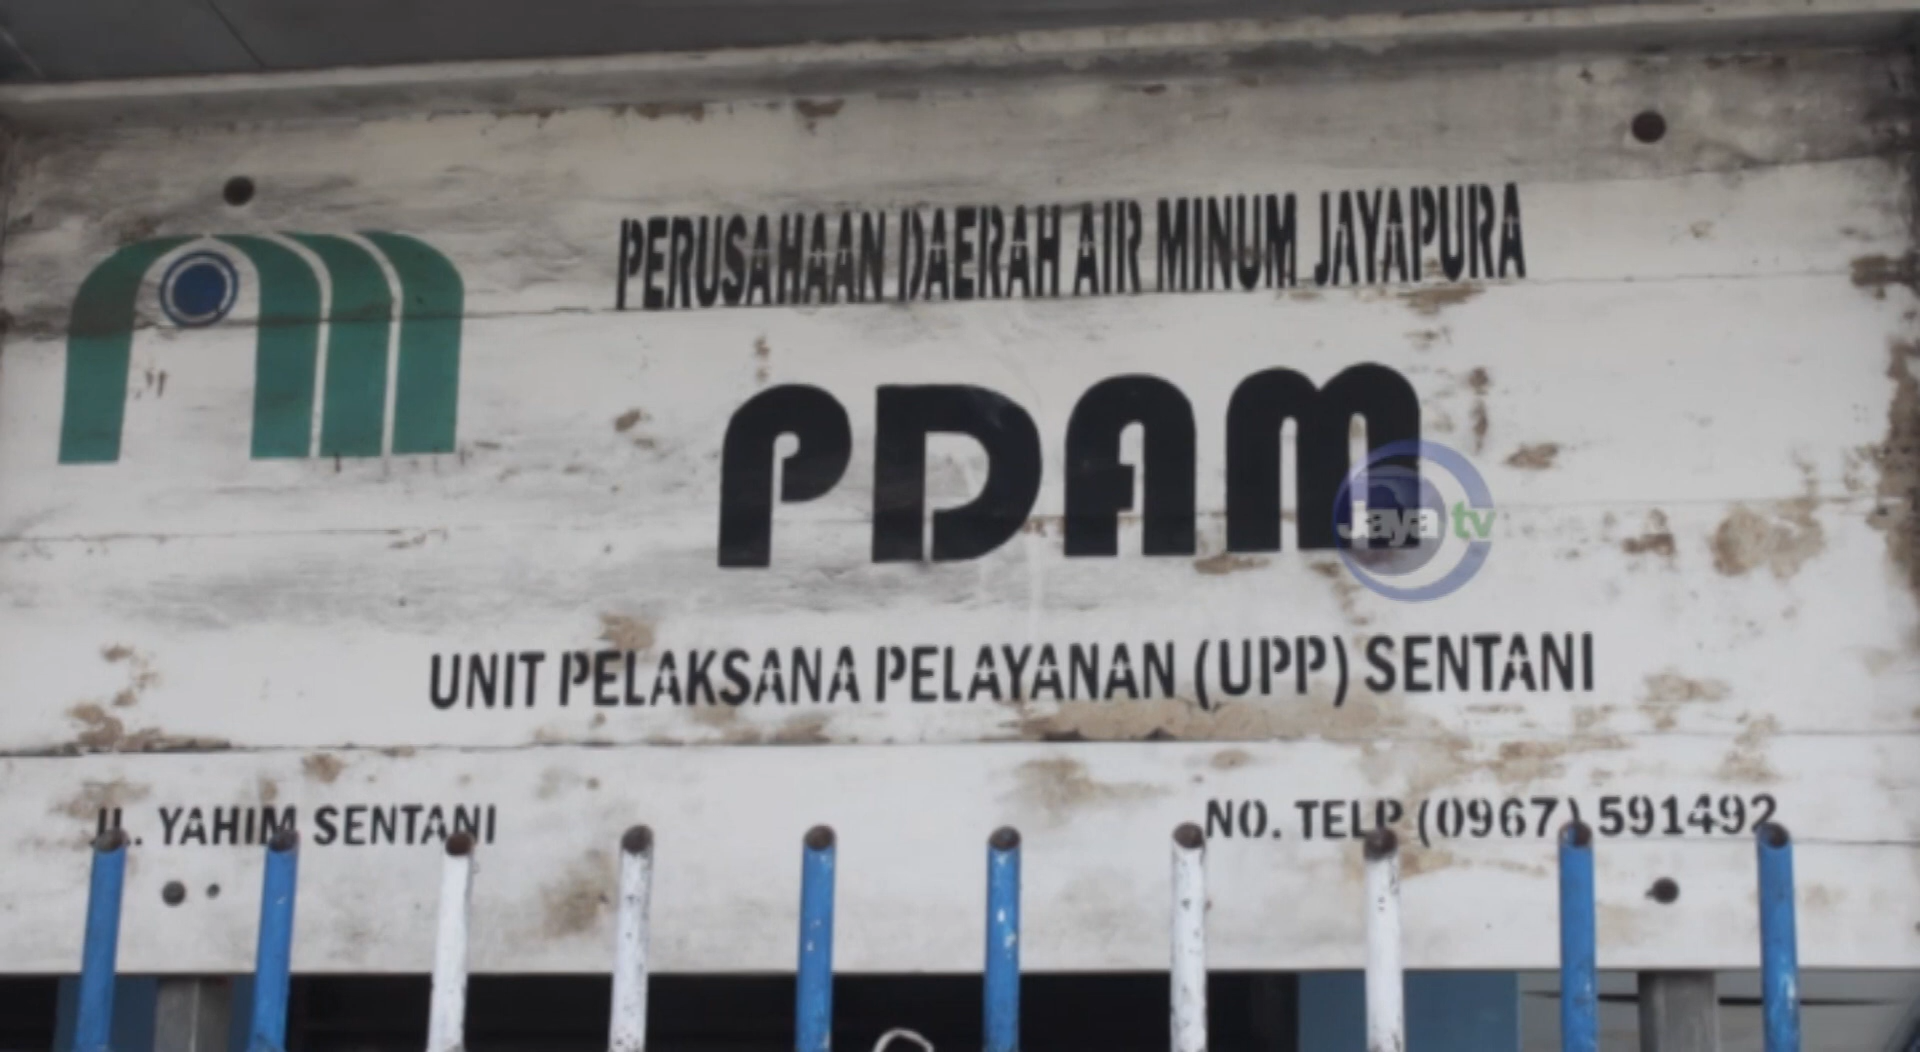 PERUSAHAAN DAERAH AIR MINUM JAYAPURA
PDAM
Jaya tv
UNIT PELAKSANA PELAYANAN (UPP) SENTANI
JL. YAHIM SENTANI
NO. TELP (0967) 591492